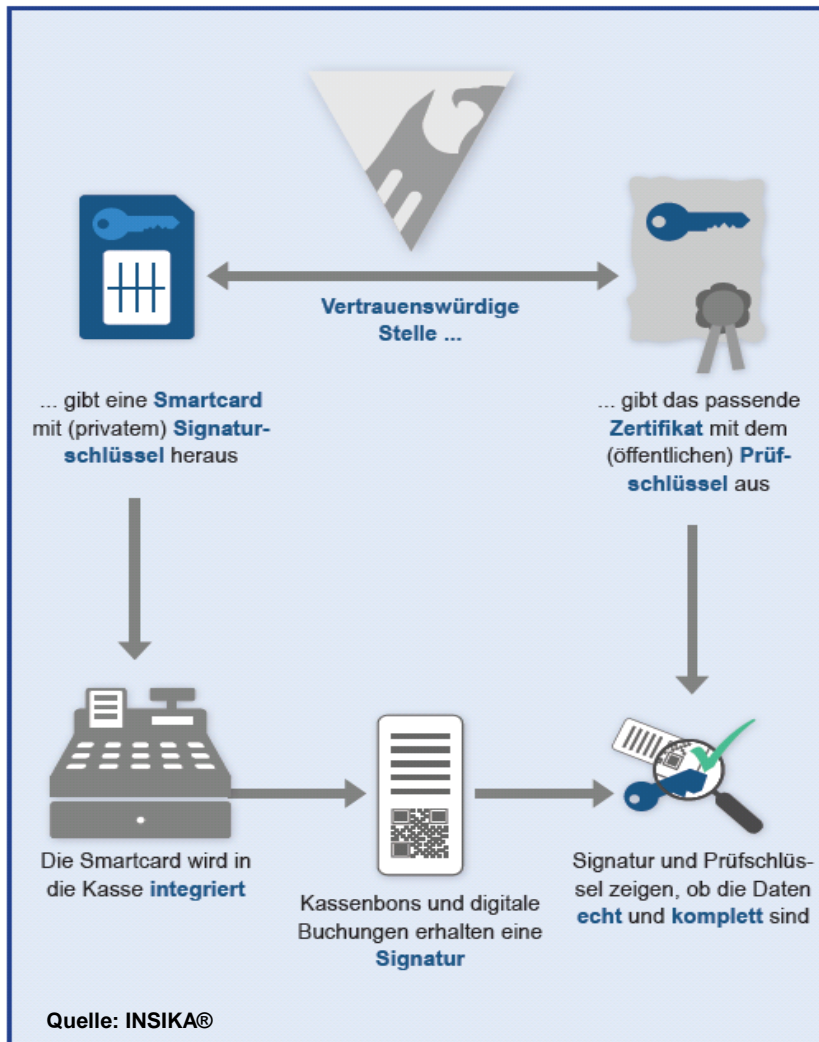 Vertrauenswürdige
Stelle ...
... gibt eine Smartcard
mit (privatem) Signatur-
schlüssel heraus
... gibt das passende
Zertifikat mit dem
(öffentlichen) Prüf-
schlüssel aus
Die Smartcard wird in
die Kasse integriert
Kassenbons und digitale
Buchungen erhalten eine
Signatur
Signatur und Prüfschlüs-
sel zeigen, ob die Daten
echt und komplett sind
Quelle: INSIKA®